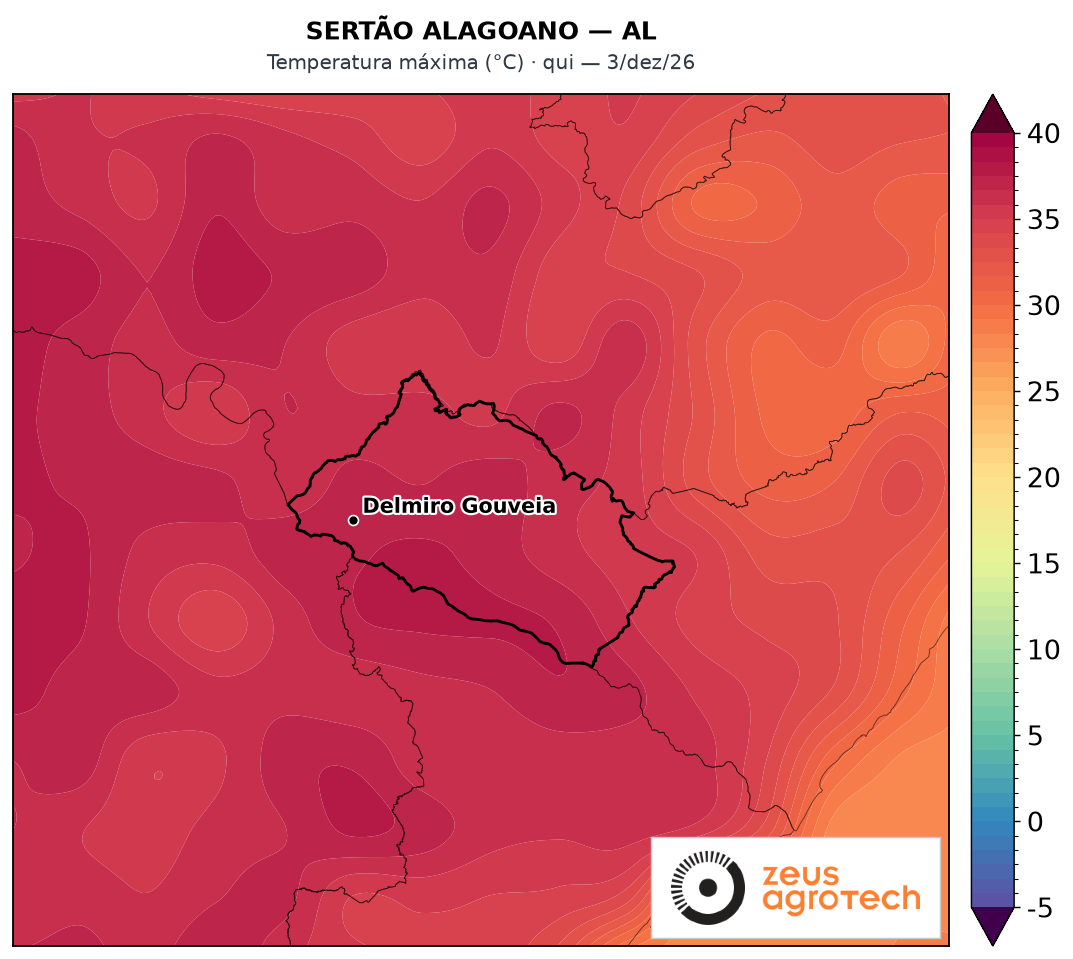 SERTÃO ALAGOANO — AL
Temperatura máxima (°C) · qui — 3/dez/26
40
35
30
25
20
15
10
5
0
-5
Delmiro Gouveia
zeus
agrotech